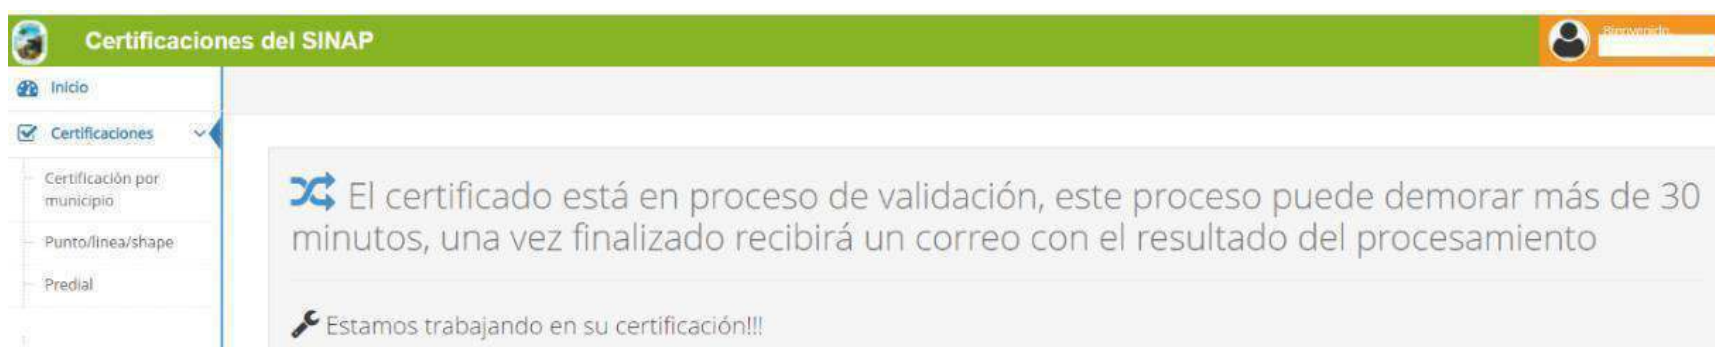 Certificaciones del SINAP
Bienvenido,
Inicio
Certificaciones
Certificación por
municipio
Punto/linea/shape
Predial
El certificado está en proceso de validación, este proceso puede demorar más de 30
minutos, una vez finalizado recibirá un correo con el resultado del procesamiento
Estamos trabajando en su certificación!!!